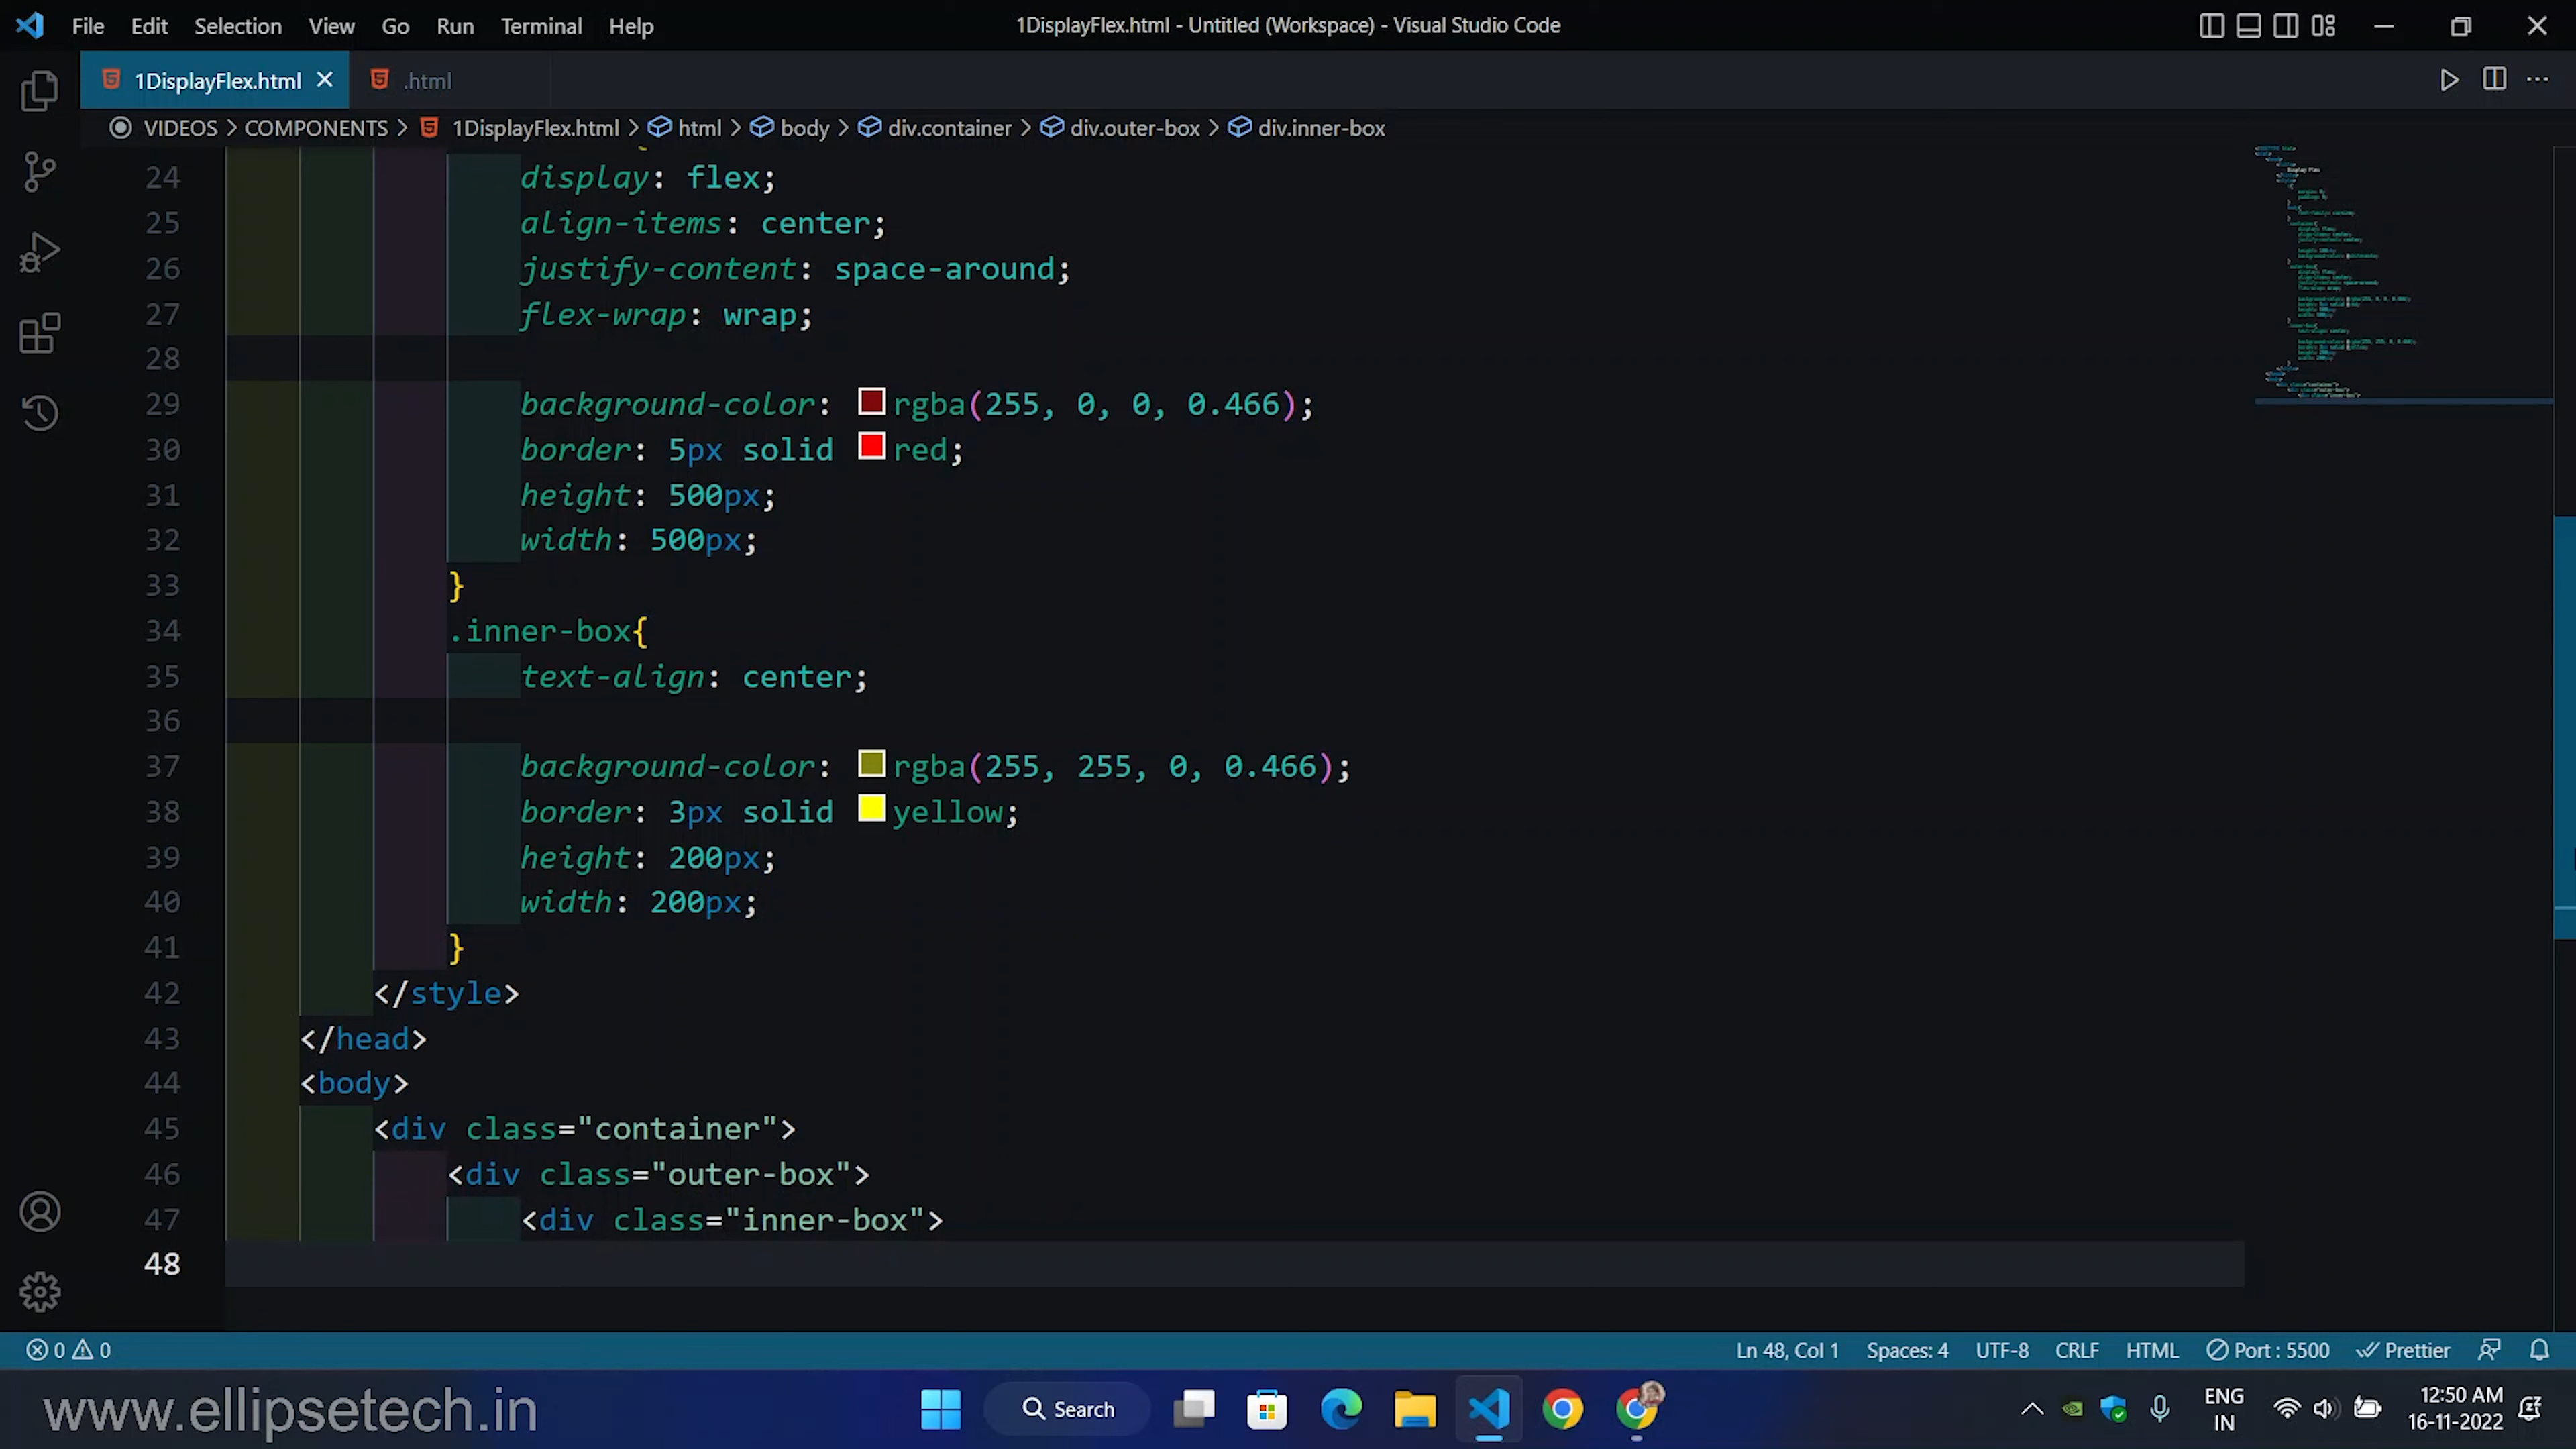 File Edit Selection View Go Run Terminal Help
1DisplayFlex.html - Untitled (Workspace) - Visual Studio Code
1DisplayFlex.html .html
VIDEOS > COMPONENTS > 1DisplayFlex.html > html > body > div.container > div.outer-box > div.inner-box
24 display: flex;
25 align-items: center;
26 justify-content: space-around;
27 flex-wrap: wrap;
28
29 background-color: rgba(255, 0, 0, 0.466);
30 border: 5px solid red;
31 height: 500px;
32 width: 500px;
33 }
34 .inner-box{
35 text-align: center;
36
37 background-color: rgba(255, 255, 0, 0.466);
38 border: 3px solid yellow;
39 height: 200px;
40 width: 200px;
41 }
42 </style>
43 </head>
44 <body>
45 <div class="container">
46 <div class="outer-box">
47 <div class="inner-box">
48
0 0 Ln 48, Col 1 Spaces: 4 UTF-8 CRLF HTML Port : 5500 Prettier
www.ellipsetech.in
Search
ENG
IN
12:50 AM
16-11-2022